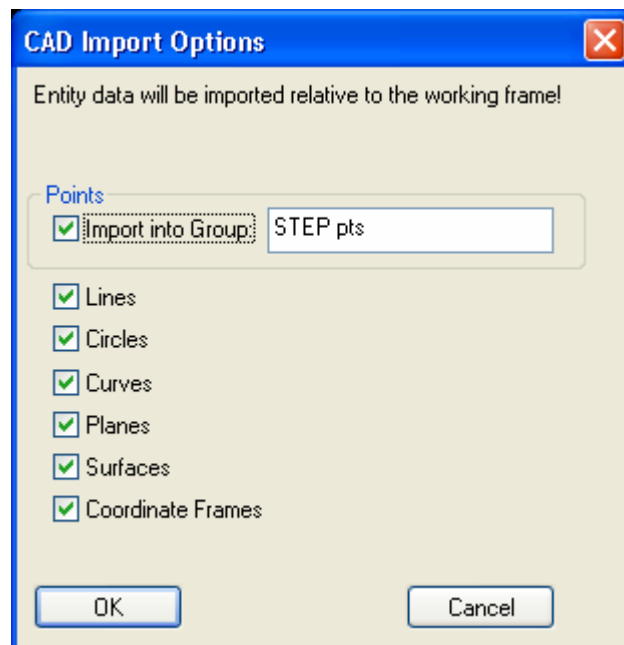 CAD Import Options
Entity data will be imported relative to the working frame!
Points
Import into Group: STEP pts
Lines
Circles
Curves
Planes
Surfaces
Coordinate Frames
OK Cancel